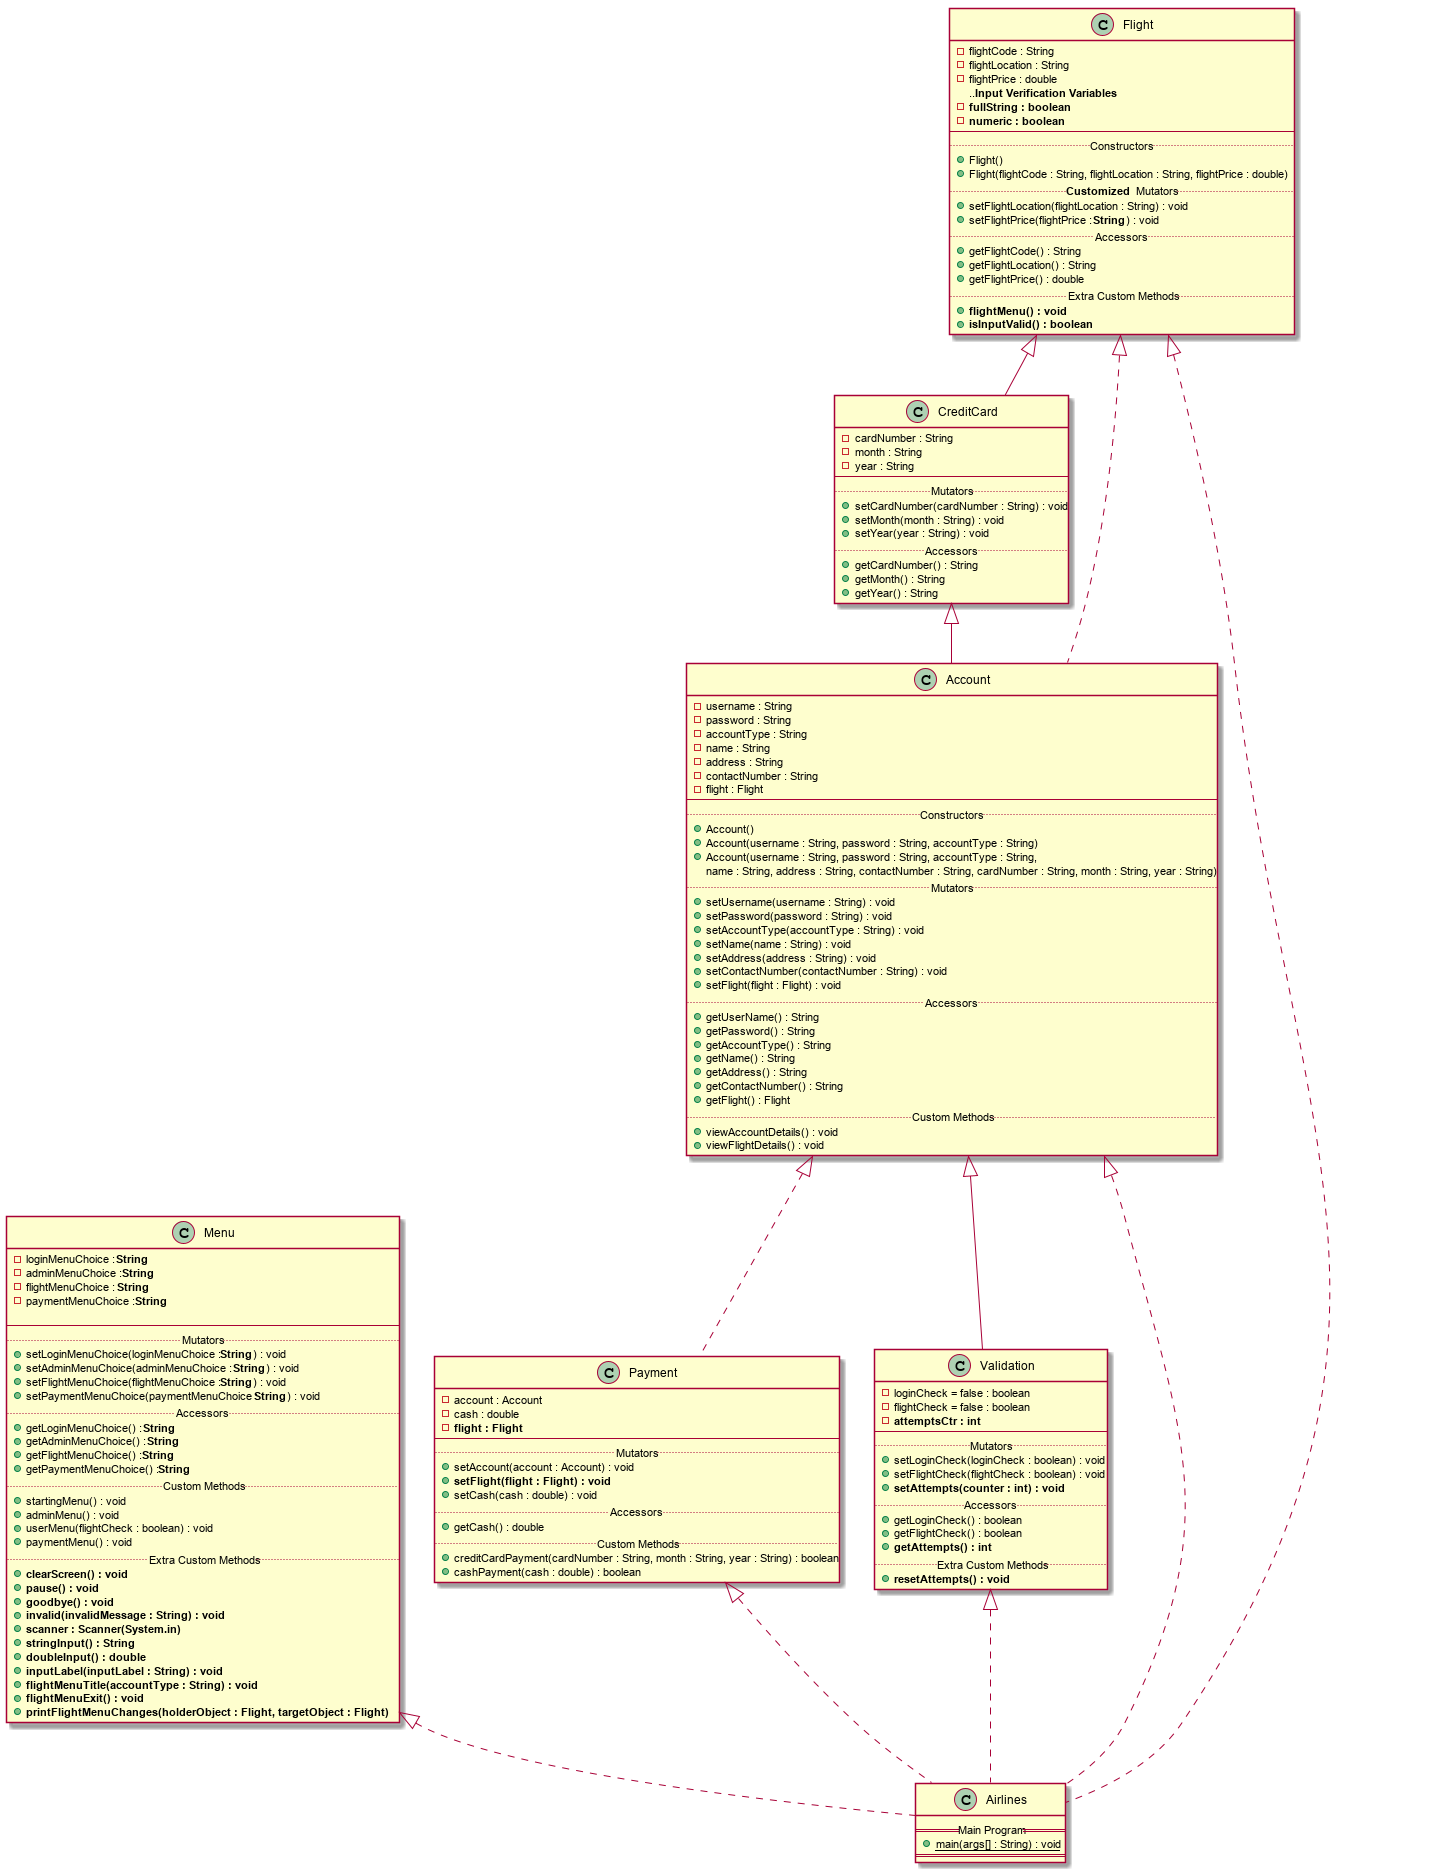 C Flight
flightCode : String
flightLocation : String
flightPrice : double
..Input Verification Variables
fullString : boolean
numeric : boolean
Constructors
Flight()
Flight(flightCode : String, flightLocation : String, flightPrice : double)
Customized Mutators
setFlightLocation(flightLocation : String) : void
setFlightPrice(flightPrice : String ) : void
Accessors
getFlightCode() : String
getFlightLocation() : String
getFlightPrice() : double
Extra Custom Methods
flightMenu() : void
isInputValid() : boolean
C CreditCard
cardNumber : String
month : String
year : String
Mutators
setCardNumber(cardNumber : String) : void
setMonth(month : String) : void
setYear(year : String) : void
Accessors
getCardNumber() : String
getMonth() : String
getYear() : String
C Account
username : String
password : String
accountType : String
name : String
address : String
contactNumber : String
flight : Flight
Constructors
Account()
Account(username : String, password : String, accountType : String)
Account(username : String, password : String, accountType : String,
name : String, address : String, contactNumber : String, cardNumber : String, month : String, year : String)
Mutators
setUsername(username : String) : void
setPassword(password : String) : void
setAccountType(accountType : String) : void
setName(name : String) : void
setAddress(address : String) : void
setContactNumber(contactNumber : String) : void
setFlight(flight : Flight) : void
Accessors
getUserName() : String
getPassword() : String
getAccountType() : String
getName() : String
getAddress() : String
getContactNumber() : String
getFlight() : Flight
Custom Methods
viewAccountDetails() : void
viewFlightDetails() : void
C Menu
loginMenuChoice : String
adminMenuChoice : String
flightMenuChoice : String
paymentMenuChoice : String
Mutators
setLoginMenuChoice(loginMenuChoice : String ) : void
setAdminMenuChoice(adminMenuChoice : String ) : void
setFlightMenuChoice(flightMenuChoice : String ) : void
setPaymentMenuChoice(paymentMenuChoice String ) : void
Accessors
getLoginMenuChoice() : String
getAdminMenuChoice() : String
getFlightMenuChoice() : String
getPaymentMenuChoice() : String
Custom Methods
startingMenu() : void
adminMenu() : void
userMenu(flightCheck : boolean) : void
paymentMenu() : void
Extra Custom Methods
clearScreen() : void
pause() : void
goodbye() : void
invalid(invalidMessage : String) : void
scanner : Scanner(System.in)
stringInput() : String
doubleInput() : double
inputLabel(inputLabel : String) : void
flightMenuTitle(accountType : String) : void
flightMenuExit() : void
printFlightMenuChanges(holderObject : Flight, targetObject : Flight)
C Payment
account : Account
cash : double
flight : Flight
Mutators
setAccount(account : Account) : void
setFlight(flight : Flight) : void
setCash(cash : double) : void
Accessors
getCash() : double
Custom Methods
creditCardPayment(cardNumber : String, month : String, year : String) : boolean
cashPayment(cash : double) : boolean
C Validation
loginCheck = false : boolean
flightCheck = false : boolean
attemptsCtr : int
Mutators
setLoginCheck(loginCheck : boolean) : void
setFlightCheck(flightCheck : boolean) : void
setAttempts(counter : int) : void
Accessors
getLoginCheck() : boolean
getFlightCheck() : boolean
getAttempts() : int
Extra Custom Methods
resetAttempts() : void
C Airlines
Main Program
main(args[] : String) : void